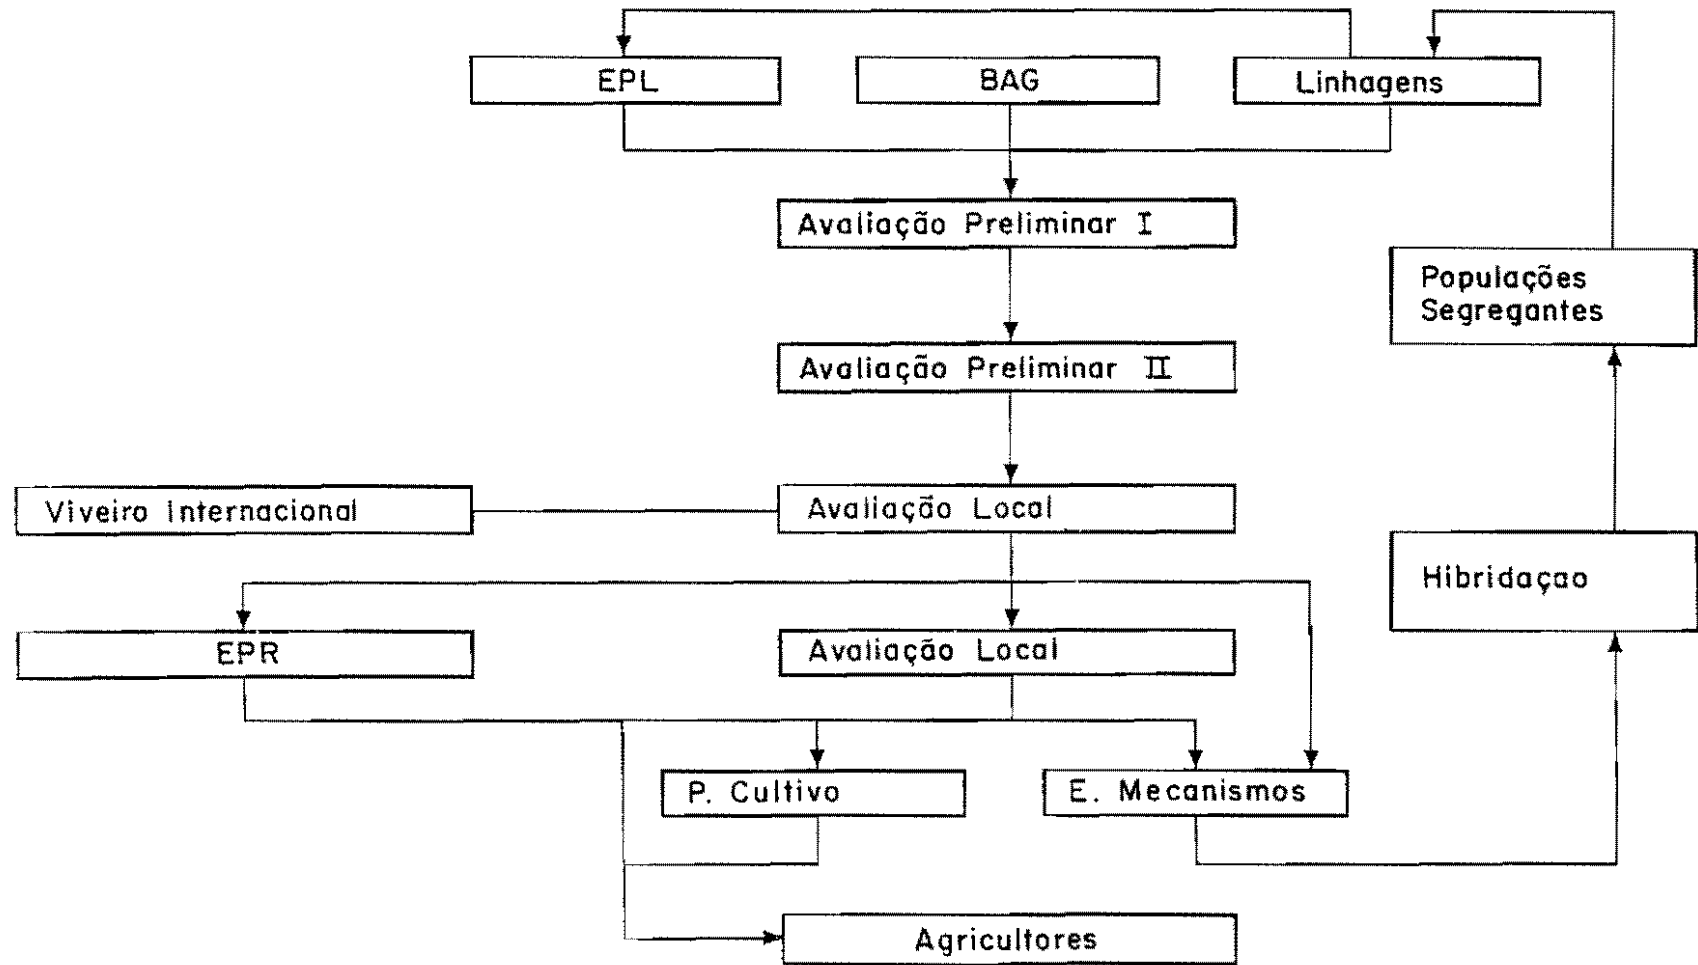 EPL
BAG
Linhagens
Avaliação Preliminar I
Populações
Segregantes
Avaliação Preliminar II
Viveiro Internacional
Avaliação Local
Hibridaçao
EPR
Avaliação Local
P. Cultivo
E. Mecanismos
Agricultores